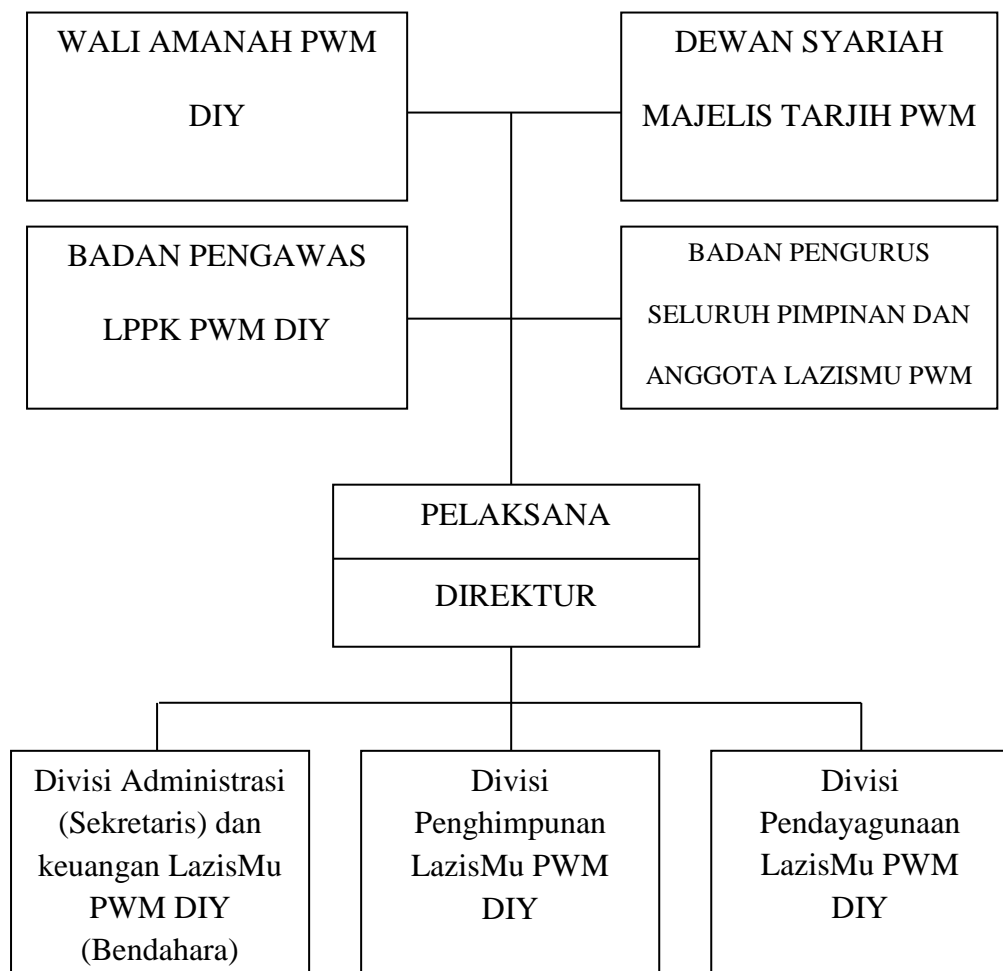 WALI AMANAH PWM
DIY
DEWAN SYARIAH
MAJELIS TARJIH PWM
BADAN PENGAWAS
LPPK PWM DIY
BADAN PENGURUS
SELURUH PIMPINAN DAN
ANGGOTA LAZISMU PWM
PELAKSANA
DIREKTUR
Divisi Administrasi
(Sekretaris) dan
keuangan LazisMu
PWM DIY
(Bendahara)
Divisi
Penghimpunan
LazisMu PWM
DIY
Divisi
Pendayagunaan
LazisMu PWM
DIY